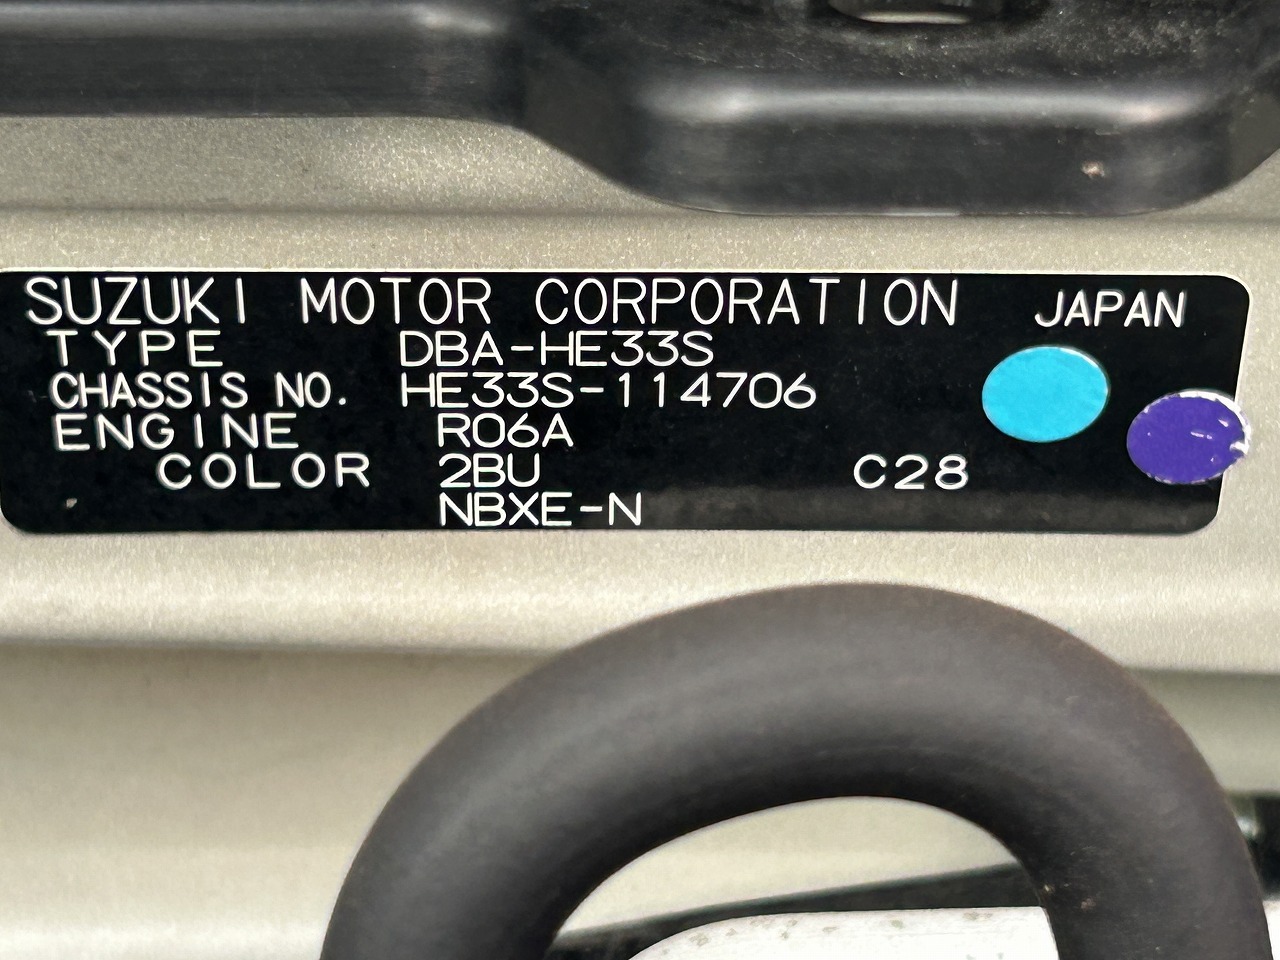 SUZUKI MOTOR CORPORATION JAPAN
TYPE DBA-HE33S
CHASSIS NO. HE33S-114706
ENGINE R06A
COLOR 2BU C28
NBXE-N